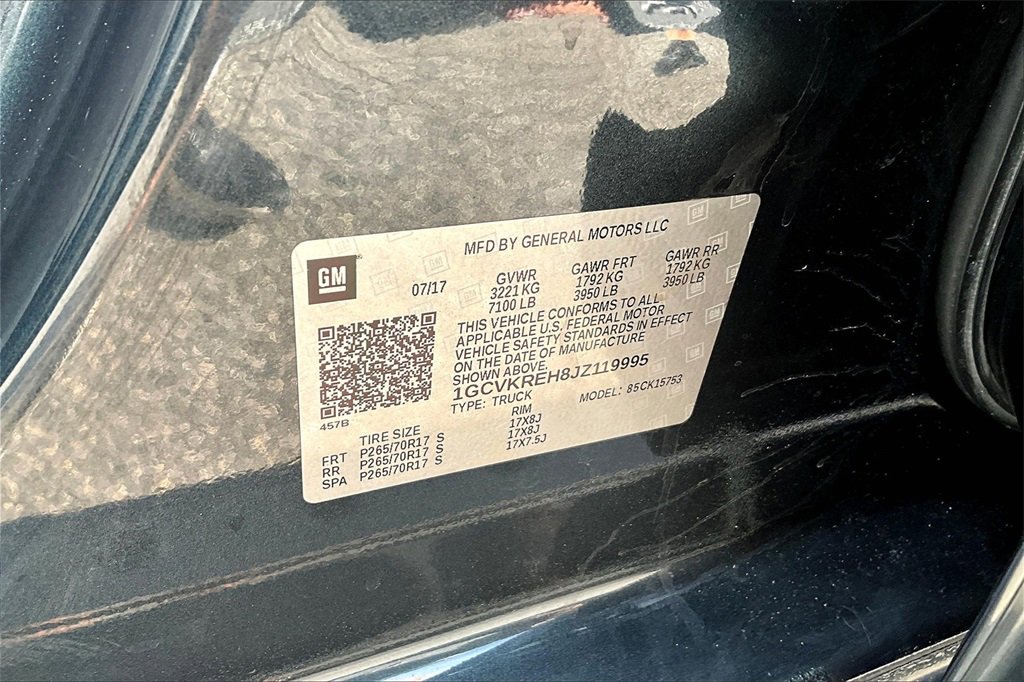 MFD BY GENERAL MOTORS LLC
GM
07/17
GVWR GAWR FRT GAWR RR
3221 KG 1792 KG 1792 KG
7100 LB 3950 LB 3950 LB
THIS VEHICLE CONFORMS TO ALL
APPLICABLE U.S. FEDERAL MOTOR
VEHICLE SAFETY STANDARDS IN EFFECT
ON THE DATE OF MANUFACTURE
SHOWN ABOVE.
1GCVKREH8JZ119995
TYPE: TRUCK MODEL: 85CK15753
457B
TIRE SIZE RIM
FRT P265/70R17 S 17X8J
RR P265/70R17 S 17X8J
SPA P265/70R17 S 17X7.5J